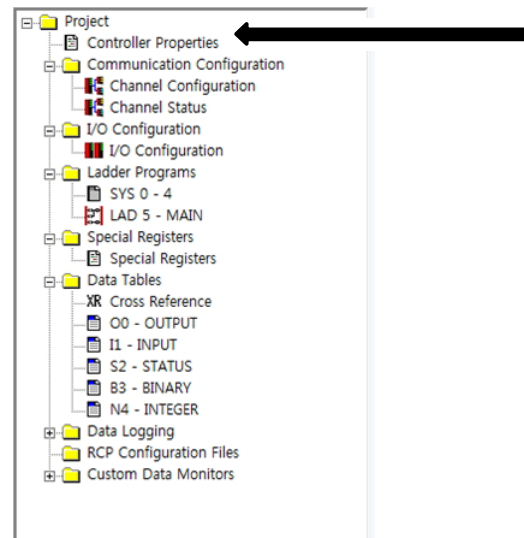 Project
Controller Properties
Communication Configuration
Channel Configuration
Channel Status
I/O Configuration
I/O Configuration
Ladder Programs
SYS 0 - 4
LAD 5 - MAIN
Special Registers
Special Registers
Data Tables
XR Cross Reference
O0 - OUTPUT
I1 - INPUT
S2 - STATUS
B3 - BINARY
N4 - INTEGER
Data Logging
RCP Configuration Files
Custom Data Monitors